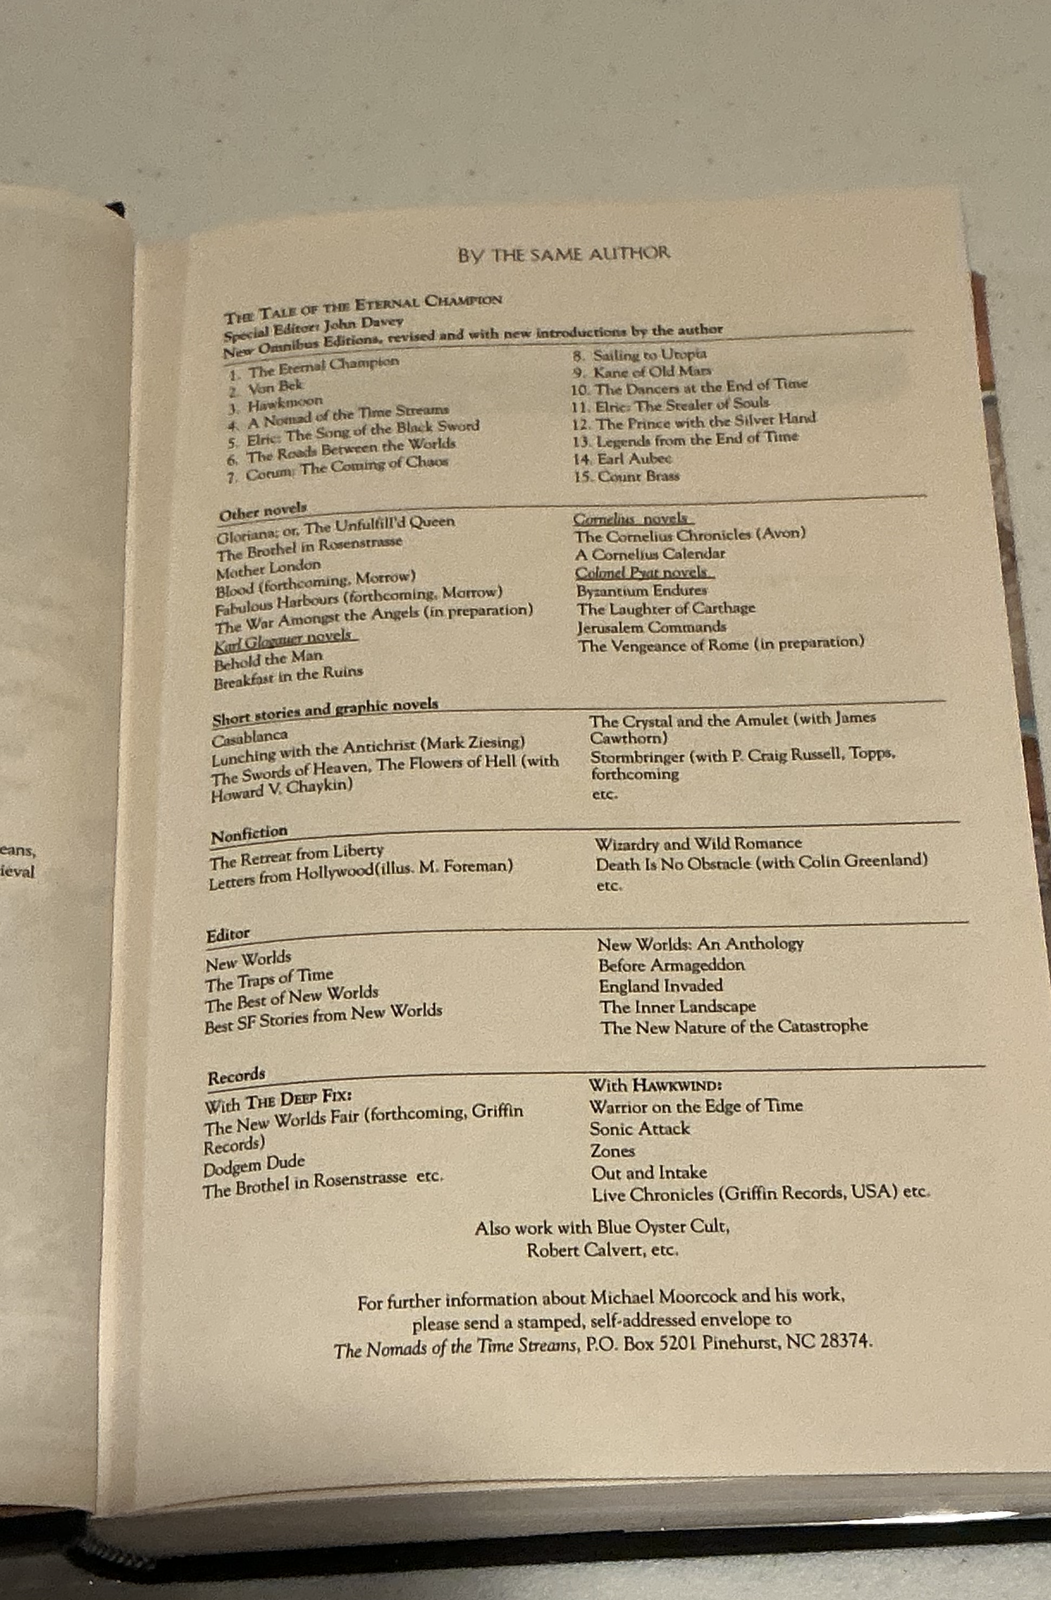 eans,
ieval
BY THE SAME AUTHOR
THE TALE OF THE ETERNAL CHAMPION
Special Editor: John Davey
New Omnibus Editions, revised and with new introductions by the author
1. The Eternal Champion
2. Von Bek
3. Hawkmoon
4. A Nomad of the Time Streams
5. Elric: The Song of the Black Sword
6. The Roads Between the Worlds
7. Corum: The Coming of Chaos
8. Sailing to Utopia
9. Kane of Old Mars
10. The Dancers at the End of Time
11. Elric: The Stealer of Souls
12. The Prince with the Silver Hand
13. Legends from the End of Time
14. Earl Aubec
15. Count Brass
Other novels
Gloriana; or, The Unfulfill'd Queen
The Brothel in Rosenstrasse
Mother London
Blood (forthcoming, Morrow)
Fabulous Harbours (forthcoming, Morrow)
The War Amongst the Angels (in preparation)
Karl Glogauer novels
Behold the Man
Breakfast in the Ruins
Cornelius novels
The Cornelius Chronicles (Avon)
A Cornelius Calendar
Colonel Pyat novels
Byzantium Endures
The Laughter of Carthage
Jerusalem Commands
The Vengeance of Rome (in preparation)
Short stories and graphic novels
Casablanca
Lunching with the Antichrist (Mark Ziesing)
The Swords of Heaven, The Flowers of Hell (with
Howard V. Chaykin)
The Crystal and the Amulet (with James
Cawthorn)
Stormbringer (with P. Craig Russell, Topps,
forthcoming
etc.
Nonfiction
The Retreat from Liberty
Letters from Hollywood(illus. M. Foreman)
Wizardry and Wild Romance
Death Is No Obstacle (with Colin Greenland)
etc.
Editor
New Worlds
The Traps of Time
The Best of New Worlds
Best SF Stories from New Worlds
New Worlds: An Anthology
Before Armageddon
England Invaded
The Inner Landscape
The New Nature of the Catastrophe
Records
With THE DEEP FIX:
The New Worlds Fair (forthcoming, Griffin
Records)
Dodgem Dude
The Brothel in Rosenstrasse etc.
With HAWKWIND:
Warrior on the Edge of Time
Sonic Attack
Zones
Out and Intake
Live Chronicles (Griffin Records, USA) etc.
Also work with Blue Oyster Cult,
Robert Calvert, etc.
For further information about Michael Moorcock and his work,
please send a stamped, self-addressed envelope to
The Nomads of the Time Streams, P.O. Box 5201 Pinehurst, NC 28374.